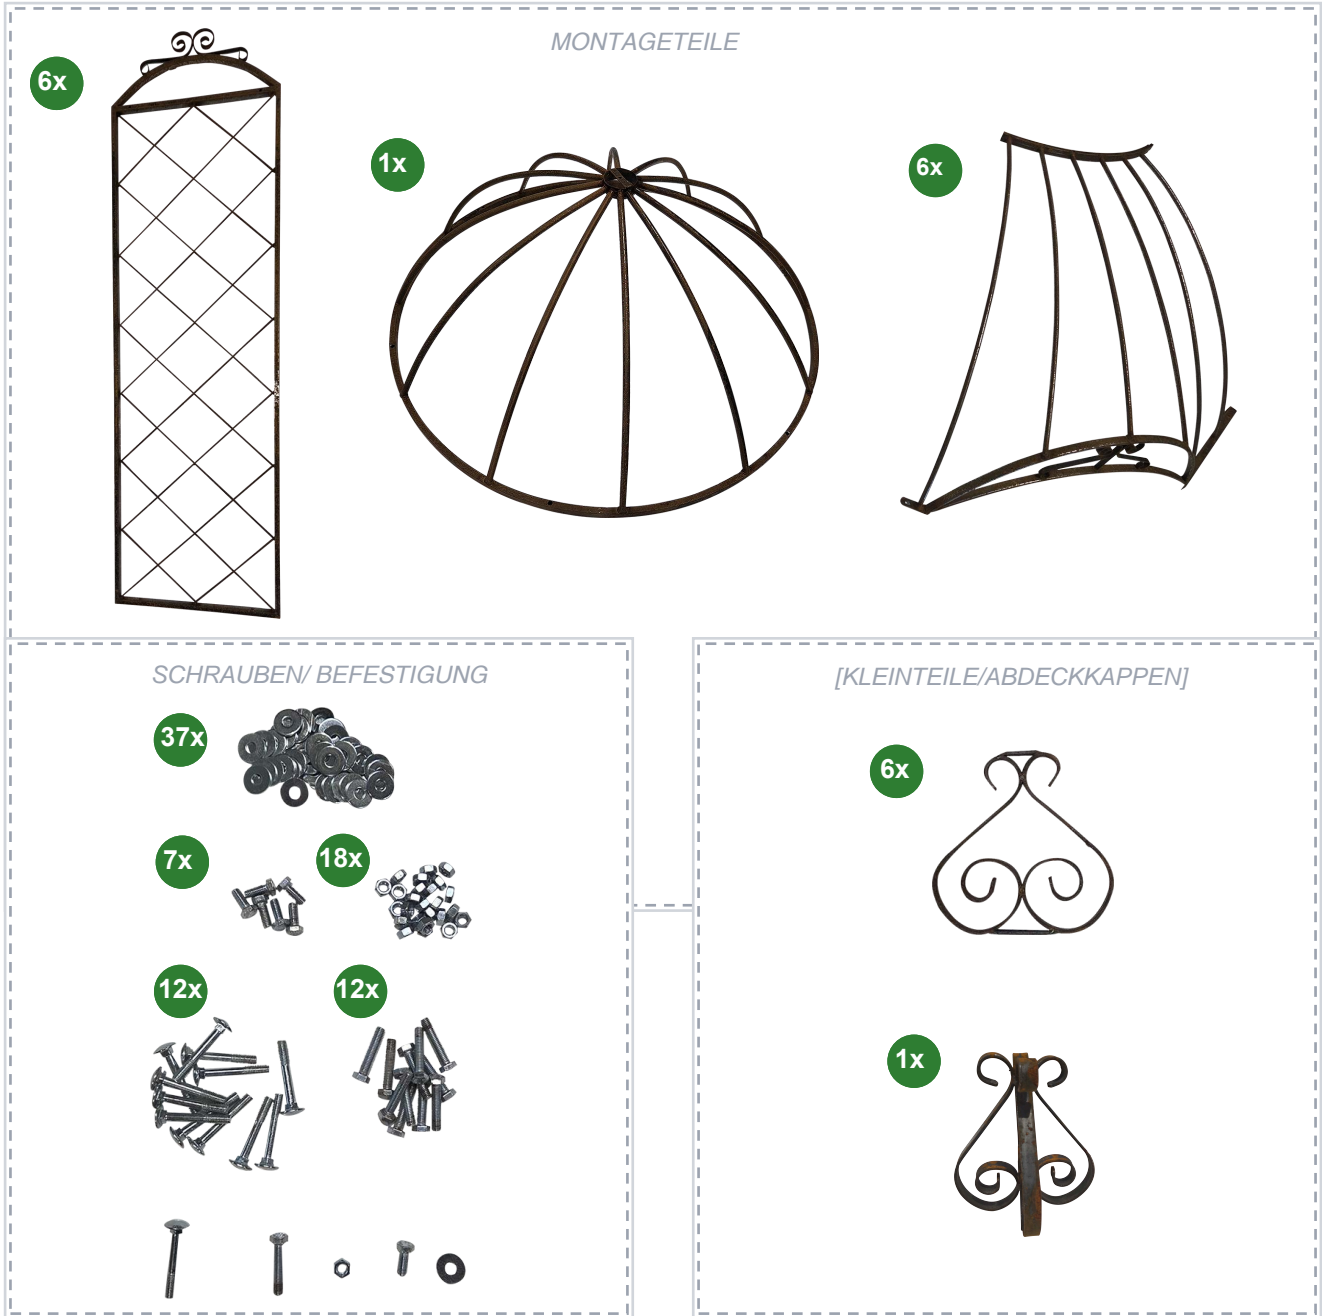 MONTAGETEILE
6x
1x
6x
SCHRAUBEN/ BEFESTIGUNG
37x
7x
18x
12x
12x
[KLEINTEILE/ABDECKKAPPEN]
6x
1x